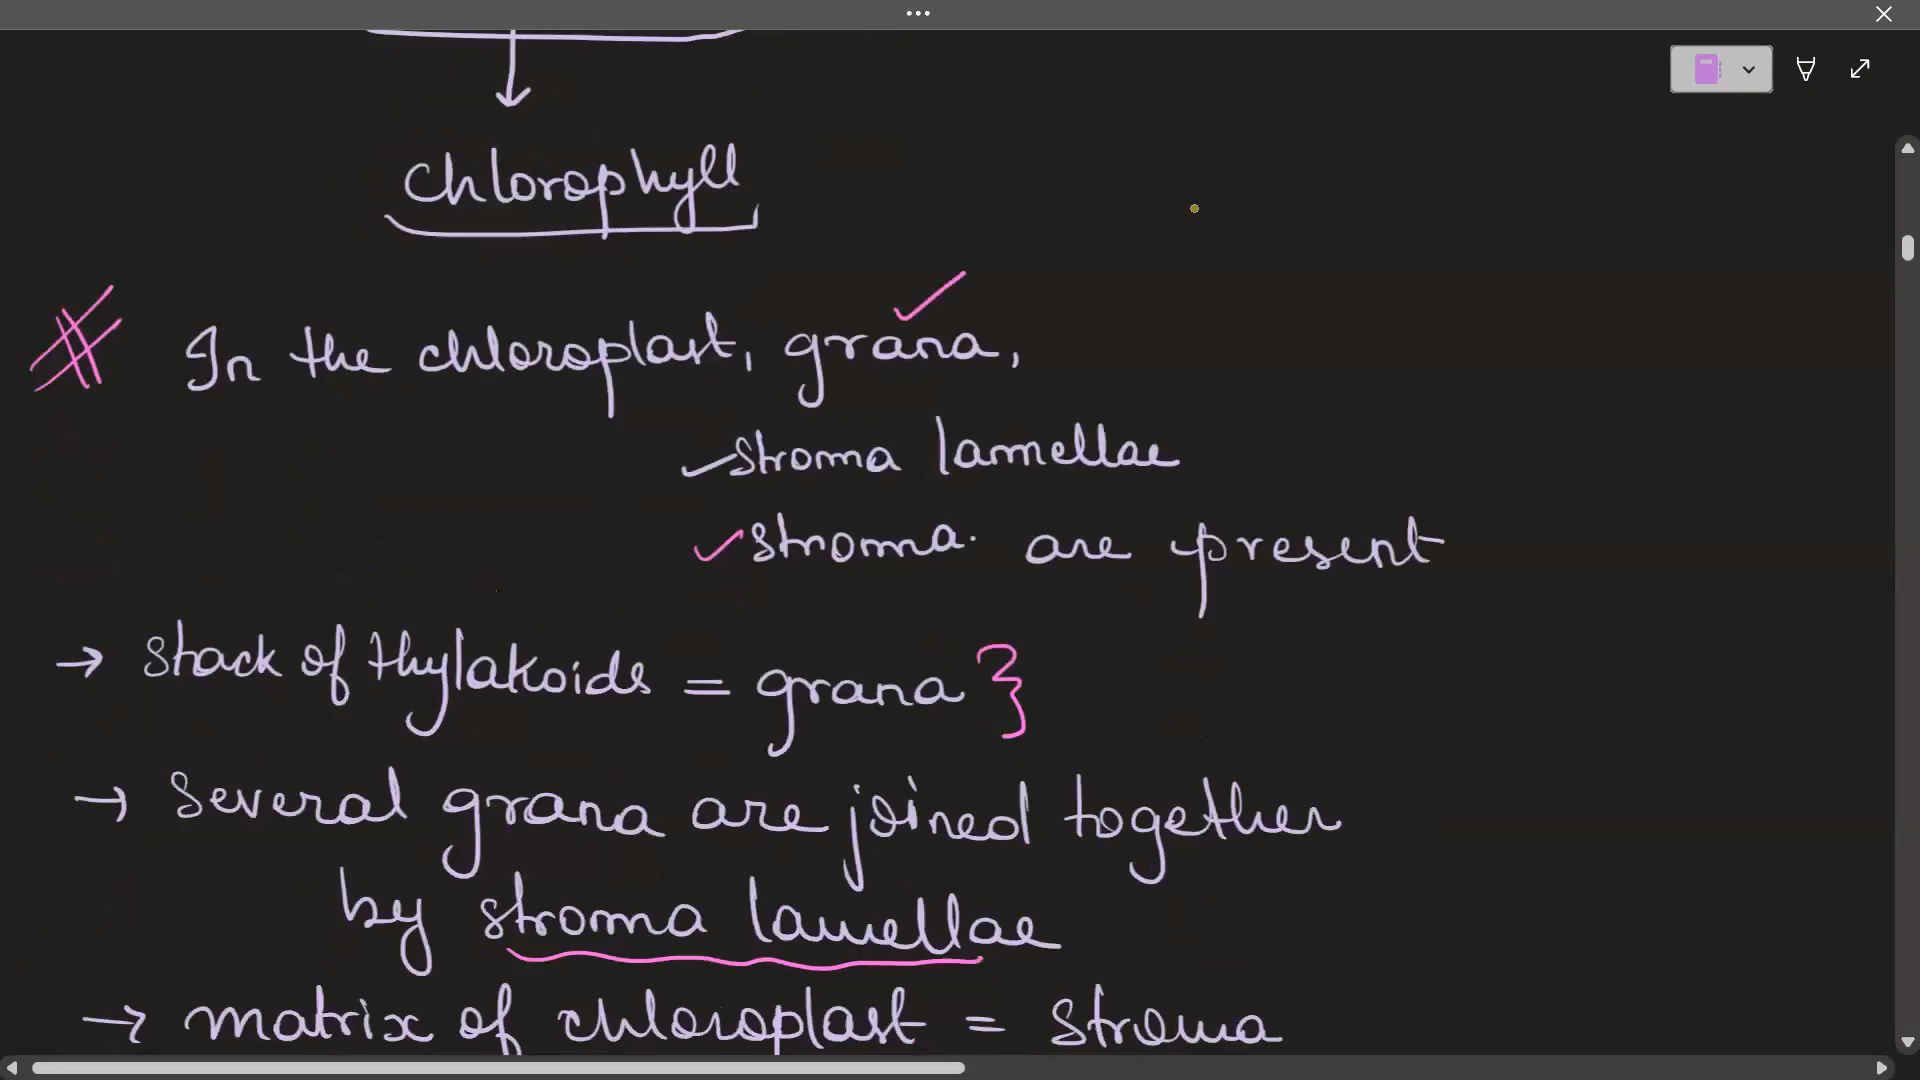 Chlorophyll
In the chloroplast, grana,
stroma lamellae
stroma. are present
→ stack of thylakoids = grana }
→ Several grana are joined together
by stroma lamellae
→ matrix of chloroplast = stroma